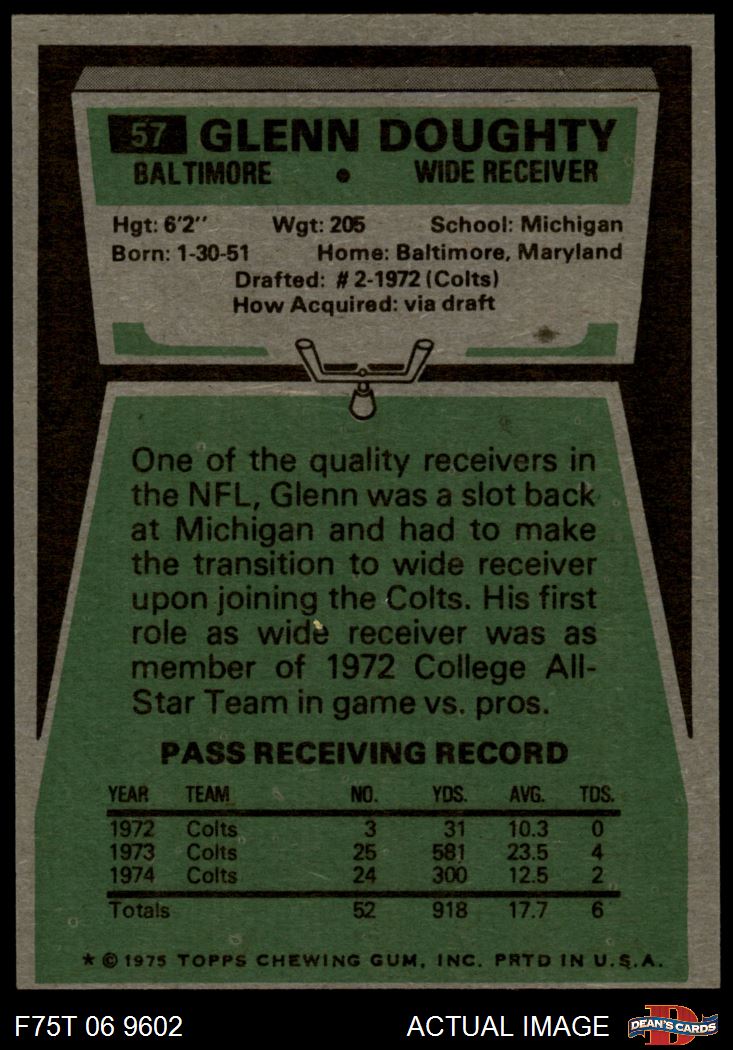 57 GLENN DOUGHTY
BALTIMORE • WIDE RECEIVER
Hgt: 6'2'' Wgt: 205 School: Michigan
Born: 1-30-51 Home: Baltimore, Maryland
Drafted: #2-1972 (Colts)
How Acquired: via draft
One of the quality receivers in
the NFL, Glenn was a slot back
at Michigan and had to make
the transition to wide receiver
upon joining the Colts. His first
role as wide receiver was as
member of 1972 College All-
Star Team in game vs. pros.
PASS RECEIVING RECORD
YEAR TEAM NO. YDS. AVG. TDS.
1972 Colts 3 31 10.3 0
1973 Colts 25 581 23.5 4
1974 Colts 24 300 12.5 2
Totals 52 918 17.7 6
* © 1975 TOPPS CHEWING GUM, INC. PRTD IN U.S.A.
F75T 06 9602 ACTUAL IMAGE D DEAN'S CARDS